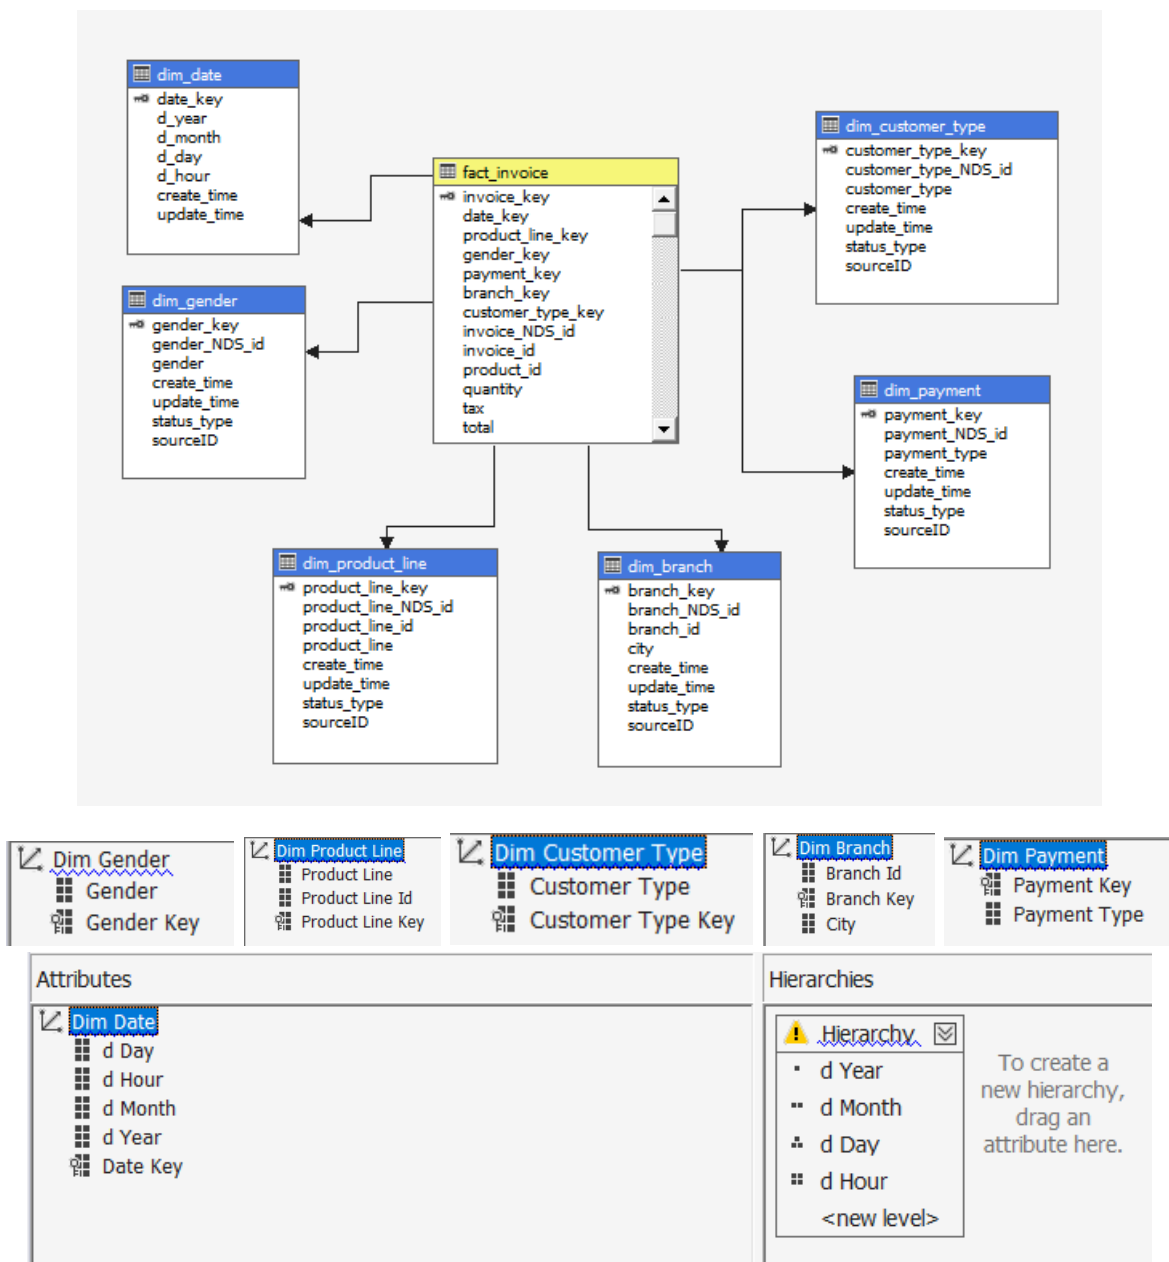 dim_date
date_key
d_year
d_month
d_day
d_hour
create_time
update_time
fact_invoice
invoice_key
date_key
product_line_key
gender_key
payment_key
branch_key
customer_type_key
invoice_NDS_id
invoice_id
product_id
quantity
tax
total
dim_customer_type
customer_type_key
customer_type_NDS_id
customer_type
create_time
update_time
status_type
sourceID
dim_gender
gender_key
gender_NDS_id
gender
create_time
update_time
status_type
sourceID
dim_payment
payment_key
payment_NDS_id
payment_type
create_time
update_time
status_type
sourceID
dim_product_line
product_line_key
product_line_NDS_id
product_line_id
product_line
create_time
update_time
status_type
sourceID
dim_branch
branch_key
branch_NDS_id
branch_id
city
create_time
update_time
status_type
sourceID
Dim Gender
Gender
Gender Key
Dim Product Line
Product Line
Product Line Id
Product Line Key
Dim Customer Type
Customer Type
Customer Type Key
Dim Branch
Branch Id
Branch Key
City
Dim Payment
Payment Key
Payment Type
Attributes
Dim Date
d Day
d Hour
d Month
d Year
Date Key
Hierarchies
Hierarchy
d Year
d Month
d Day
d Hour
<new level>
To create a
new hierarchy,
drag an
attribute here.